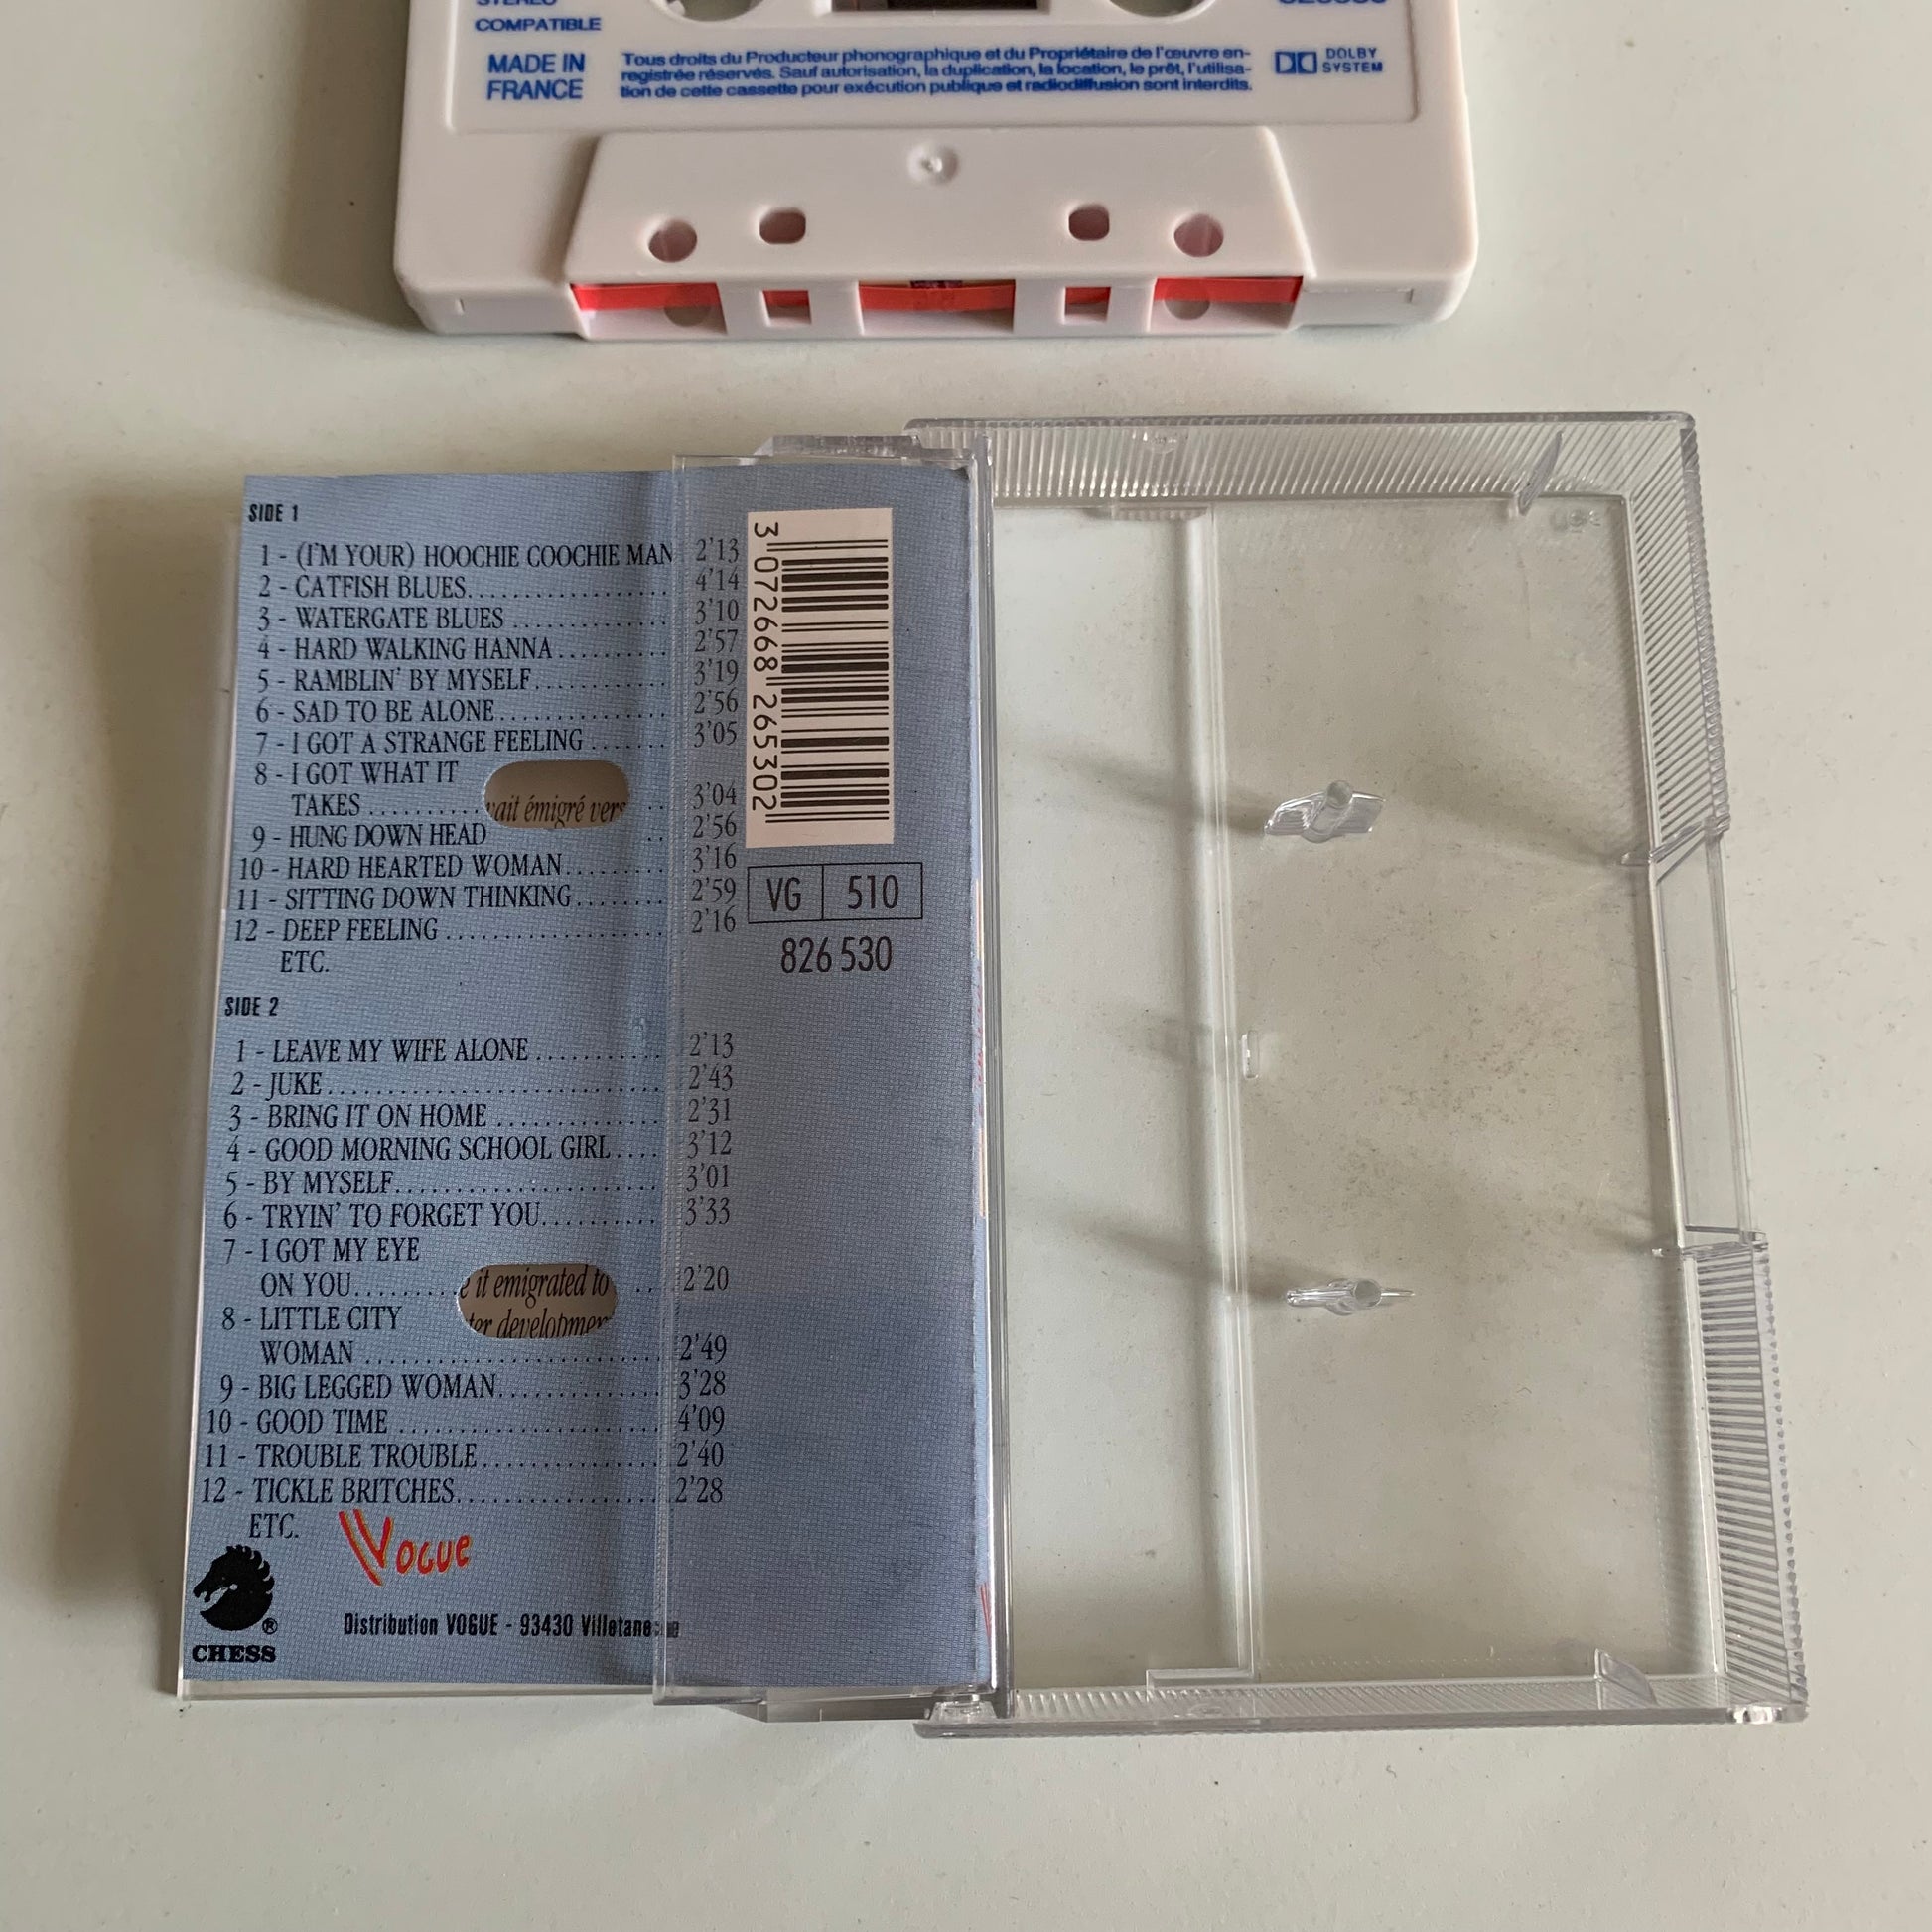 COMPATIBLE
MADE IN
FRANCE
Tous droits du Producteur phonographique et du Propriétaire de l'œuvre en-
registrée réservés. Sauf autorisation, la duplication, la location, le prêt, l'utilisa-
tion de cette cassette pour exécution publique et radiodiffusion sont interdits.
DOLBY
SYSTEM
SIDE 1
1 - (I'M YOUR) HOOCHIE COOCHIE MAN 2'13
2 - CATFISH BLUES..................... 4'14
3 - WATERGATE BLUES ................ 3'10
4 - HARD WALKING HANNA........... 2'57
5 - RAMBLIN' BY MYSELF............. 3'19
6 - SAD TO BE ALONE................. 2'56
7 - I GOT A STRANGE FEELING ........ 3'05
8 - I GOT WHAT IT
TAKES .......... 3'04
vait émigré vers
9 - HUNG DOWN HEAD .. 2'56
10 - HARD HEARTED WOMAN.......... 3'16
11 - SITTING DOWN THINKING......... 2'59
12 - DEEP FEELING ...................... 2'16
ETC.
SIDE 2
1 - LEAVE MY WIFE ALONE ............. 2'13
2 - JUKE................................. 2'43
3 - BRING IT ON HOME ................ 2'31
4 - GOOD MORNING SCHOOL GIRL.... 3'12
5 - BY MYSELF.......................... 3'01
6 - TRYIN' TO FORGET YOU............ 3'33
7 - I GOT MY EYE
ON YOU.......... 2'20
it emigrated to
8 - LITTLE CITY
WOMAN ............................. 2'49
9 - BIG LEGGED WOMAN............... 3'28
10 - GOOD TIME ......................... 4'09
11 - TROUBLE TROUBLE................. 2'40
12 - TICKLE BRITCHES.................... 2'28
ETC.
VOGUE
CHESS
®
Distribution VOGUE - 93430
3 072668 265302
VG 510
826 530